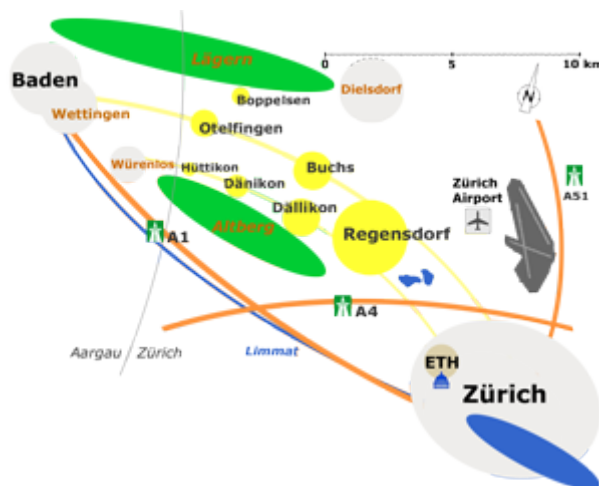 Lägern
0 5 10 km
Baden
Dielsdorf
Boppelsen
N
Wettingen
Otelfingen
Würenlos
Hüttikon
Buchs
Dänikon
Zürich
Airport
A51
Dällikon
Altberg
Regensdorf
A1
A4
Aargau
Zürich
Limmat
ETH
Zürich